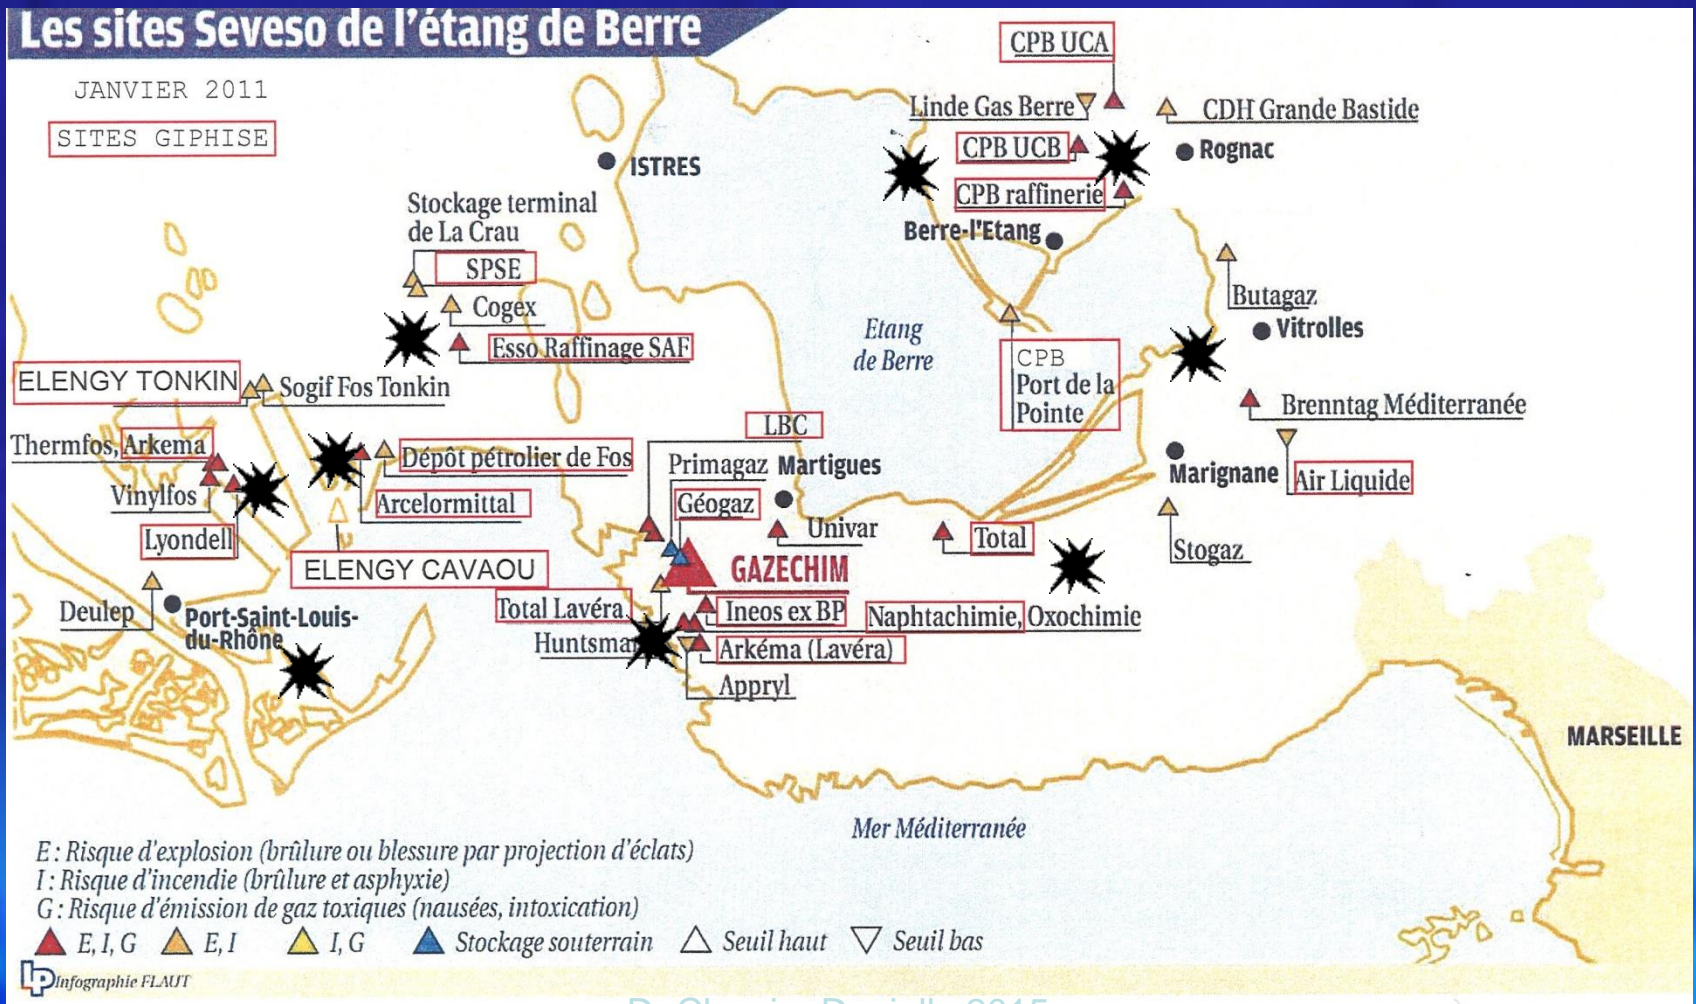 Les sites Seveso de l'étang de Berre
JANVIER 2011
SITES GIPHISE
CPB UCA
Linde Gas Berre
CDH Grande Bastide
CPB UCB
Rognac
CPB raffinerie
ISTRES
Berre-l'Etang
Stockage terminal
de La Crau
SPSE
Cogex
Esso Raffinage SAF
Butagaz
Vitrolles
Etang
de Berre
CPB
Port de la
Pointe
ELENGY TONKIN
Sogif Fos Tonkin
Brenntag Méditerranée
LBC
Thermfos, Arkema
Dépôt pétrolier de Fos
Primagaz
Martigues
Marignane
Air Liquide
Vinylfos
Arcelormittal
Géogaz
Univar
Total
Lyondell
Stogaz
ELENGY CAVAOU
GAZECHIM
Deulep
Port-Saint-Louis-
du-Rhône
Total Lavéra
Ineos ex BP
Naphtachimie, Oxochimie
Huntsma
Arkéma (Lavéra)
Appryl
MARSEILLE
Mer Méditerranée
E : Risque d'explosion (brûlure ou blessure par projection d'éclats)
I : Risque d'incendie (brûlure et asphyxie)
G : Risque d'émission de gaz toxiques (nausées, intoxication)
E, I, G
E, I
I, G
Stockage souterrain
Seuil haut
Seuil bas
LP Infographie FLAUT